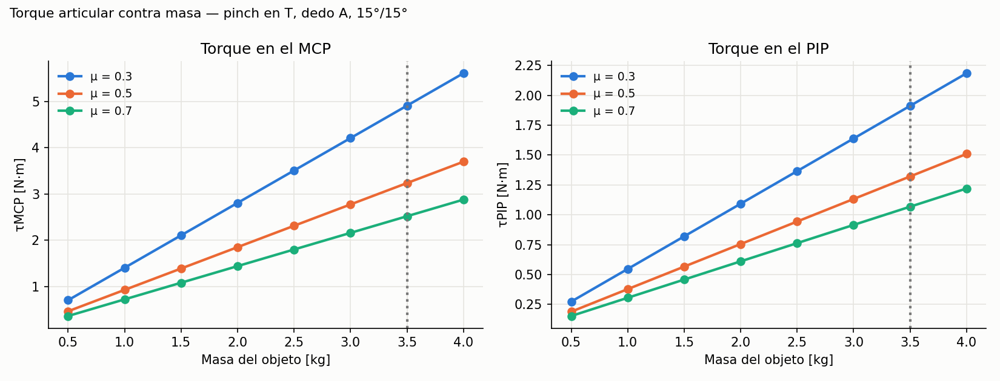 Torque articular contra masa — pinch en T, dedo A, 15°/15°
Torque en el MCP
μ = 0.3
μ = 0.5
μ = 0.7
5
4
3
2
1
τMCP [N·m]
0.5 1.0 1.5 2.0 2.5 3.0 3.5 4.0
Masa del objeto [kg]
Torque en el PIP
μ = 0.3
μ = 0.5
μ = 0.7
2.25
2.00
1.75
1.50
1.25
1.00
0.75
0.50
0.25
τPIP [N·m]
0.5 1.0 1.5 2.0 2.5 3.0 3.5 4.0
Masa del objeto [kg]